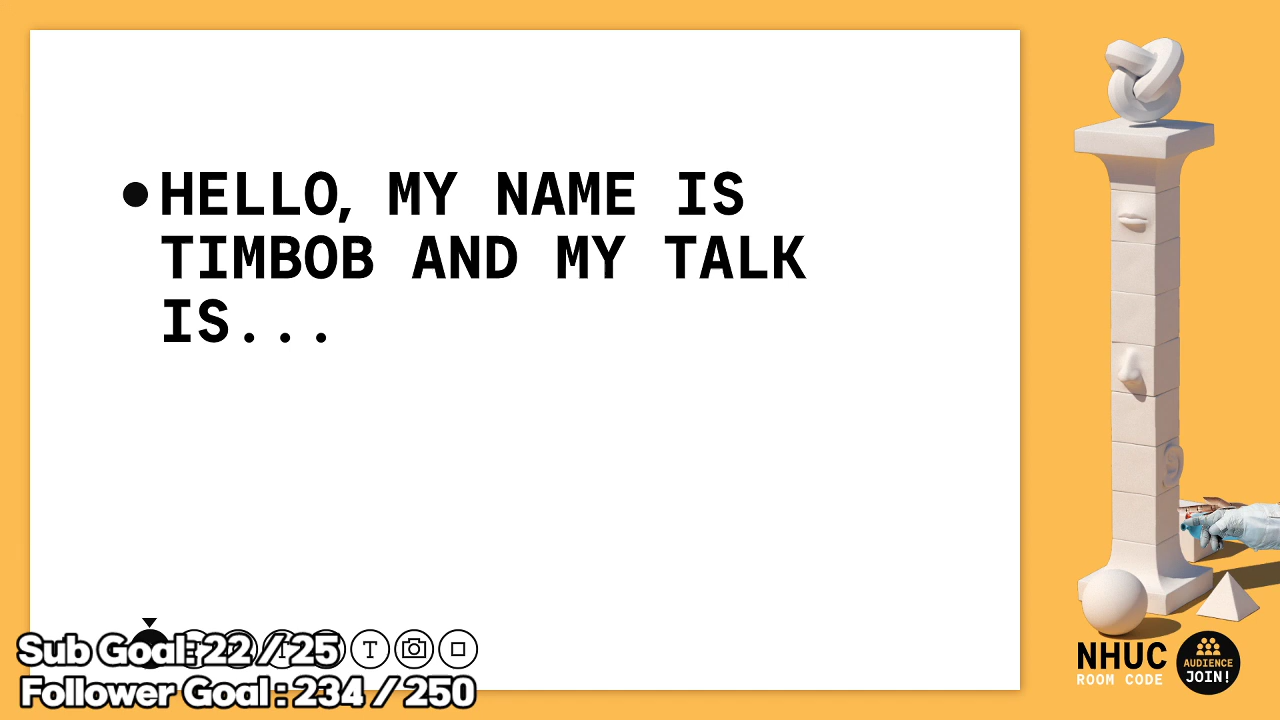 HELLO, MY NAME IS
TIMBOB AND MY TALK
IS...
T
Sub Goal: 22 / 25
Follower Goal : 234 / 250
NHUC
ROOM CODE
AUDIENCE
JOIN!